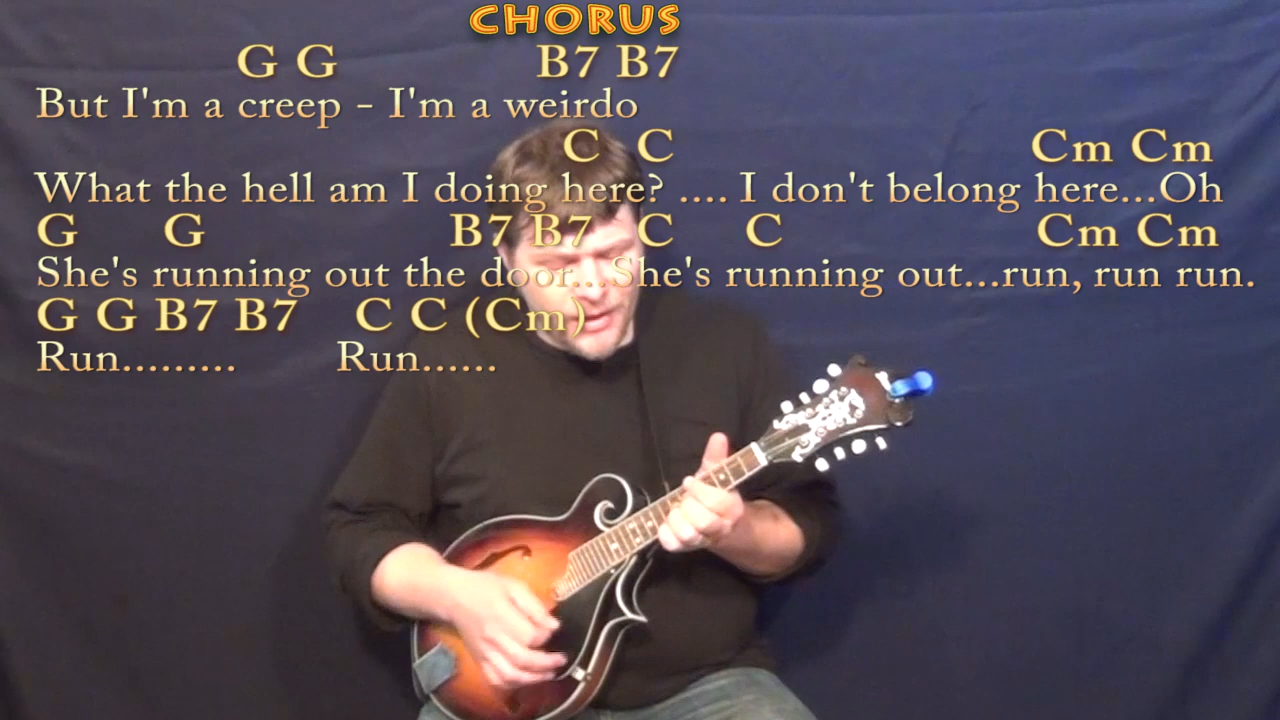 CHORUS
G G B7 B7
But I'm a creep - I'm a weirdo
C C Cm Cm
What the hell am I doing here? .... I don't belong here...Oh
G G B7 B7 C C Cm Cm
She's running out the door...She's running out...run, run run.
G G B7 B7 C C (Cm)
Run......... Run......